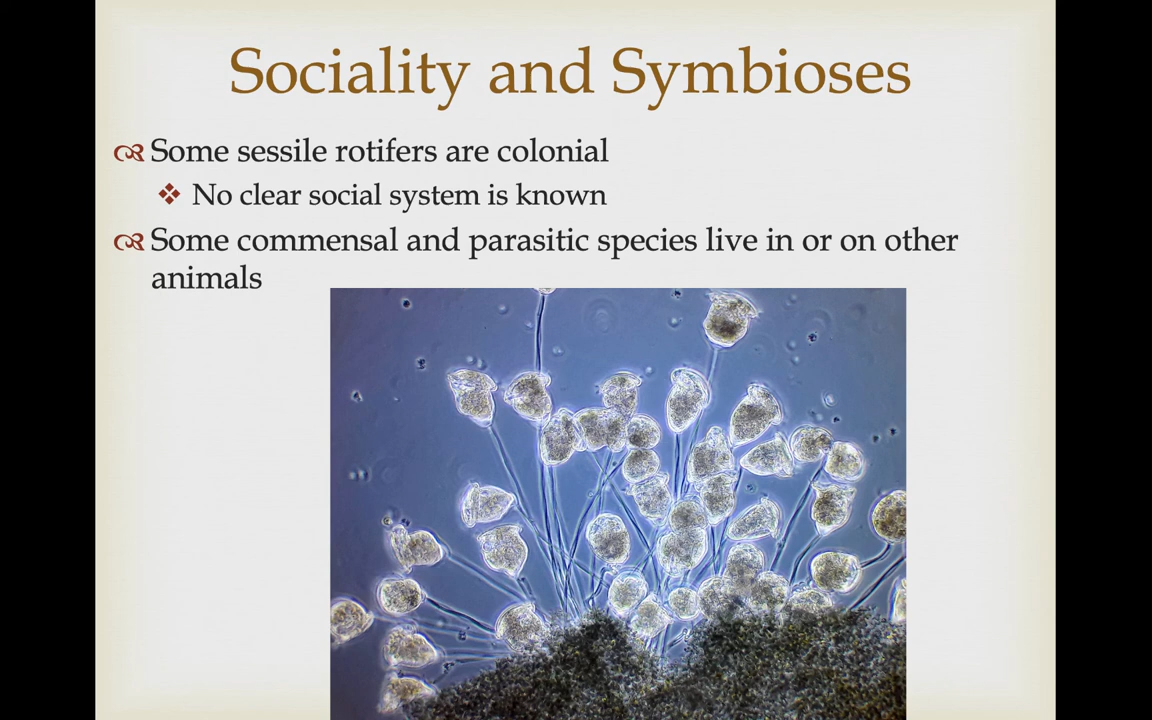 Sociality and Symbioses
Some sessile rotifers are colonial
No clear social system is known
Some commensal and parasitic species live in or on other
animals